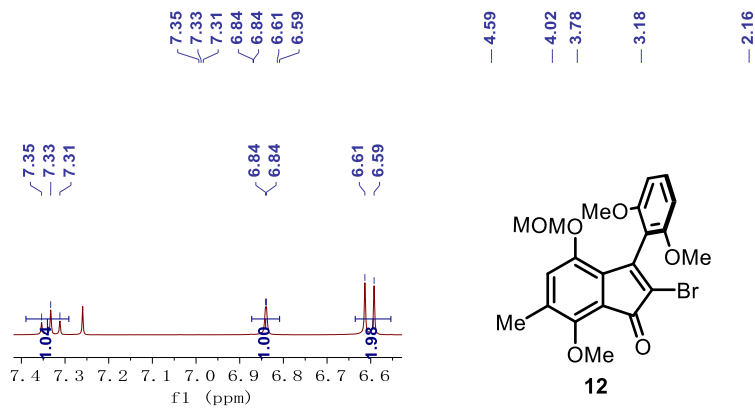 7.35 7.33 7.31 6.84 6.84 6.61 6.59 4.59 4.02 3.78 3.18 2.16
7.35 7.33 7.31 6.84 6.84 6.61 6.59
MeO
MOMO
OMe
Br
Me
O
OMe
12
1.04 1.00 1.98
7.4 7.3 7.2 7.1 7.0 6.9 6.8 6.7 6.6
f1 (ppm)